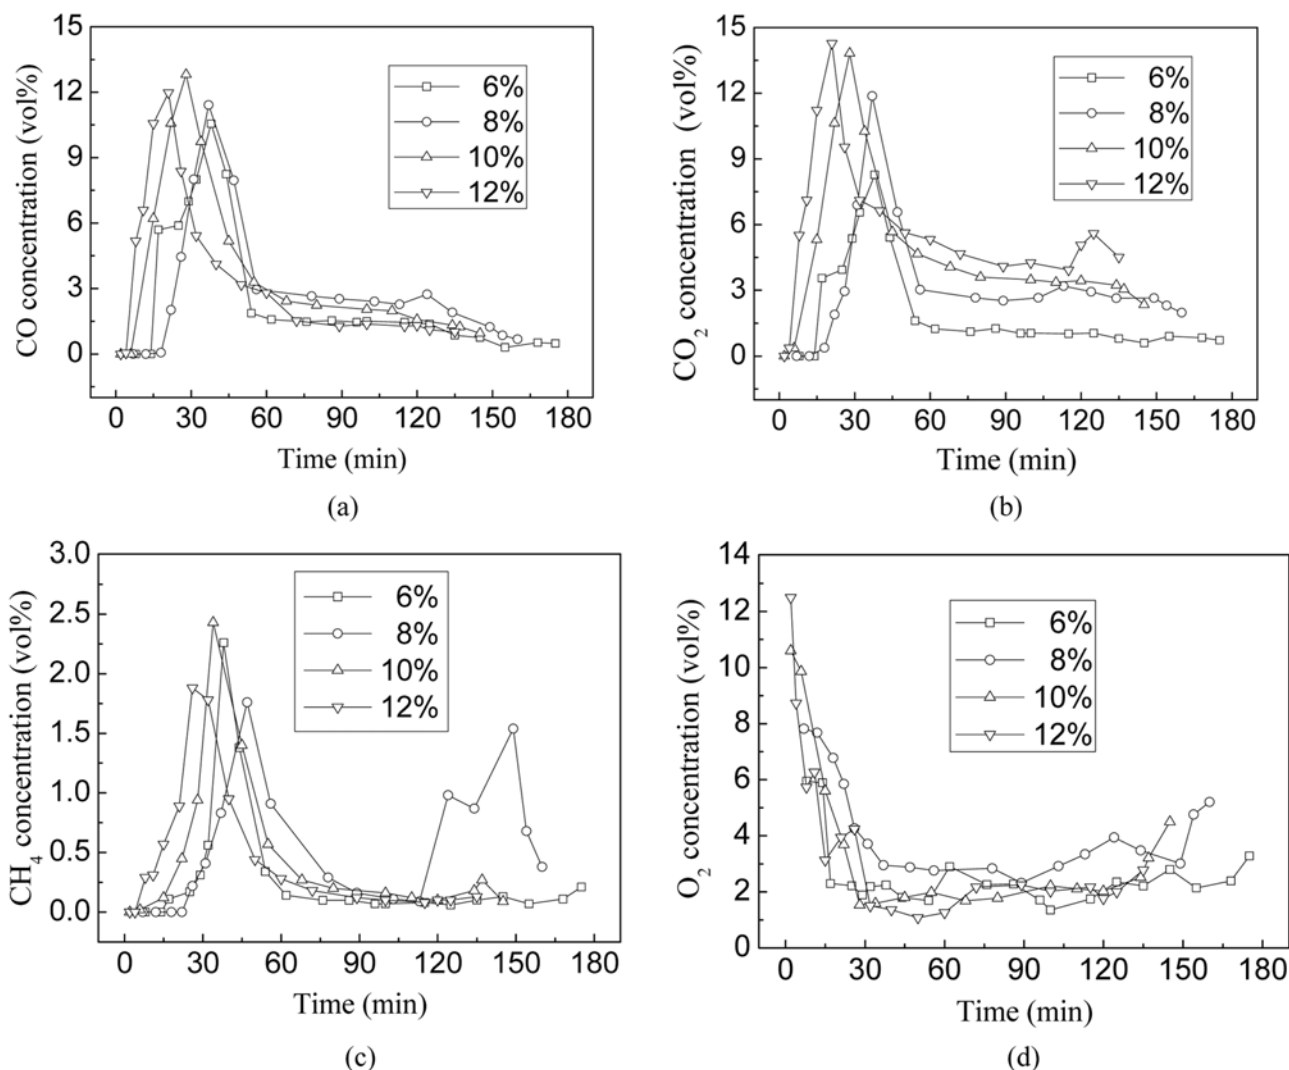 15
12
9
6
3
0
CO concentration (vol%)
6%
8%
10%
12%
0 30 60 90 120 150 180
Time (min)
(a)
15
12
9
6
3
0
CO₂ concentration (vol%)
6%
8%
10%
12%
0 30 60 90 120 150 180
Time (min)
(b)
3.0
2.5
2.0
1.5
1.0
0.5
0.0
CH₄ concentration (vol%)
6%
8%
10%
12%
0 30 60 90 120 150 180
Time (min)
(c)
14
12
10
8
6
4
2
0
O₂ concentration (vol%)
6%
8%
10%
12%
0 30 60 90 120 150 180
Time (min)
(d)